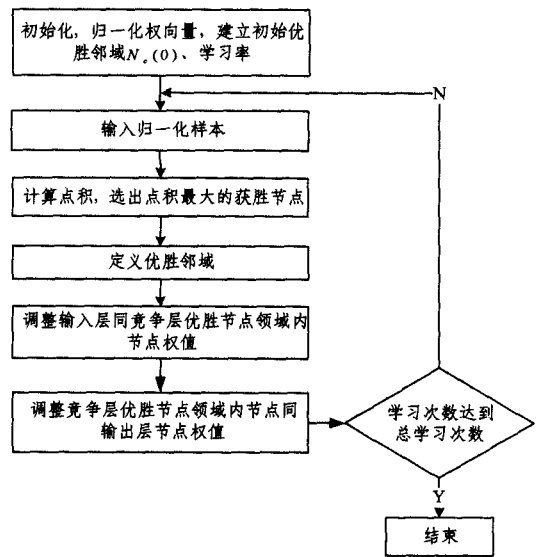 初始化，归一化权向量，建立初始优
胜邻域N_c(0)、学习率
N
输入归一化样本
计算点积，选出点积最大的获胜节点
定义优胜邻域
调整输入层同竞争层优胜节点领域内
节点权值
调整竞争层优胜节点领域内节点同
输出层节点权值
学习次数达到
总学习次数
Y
结束